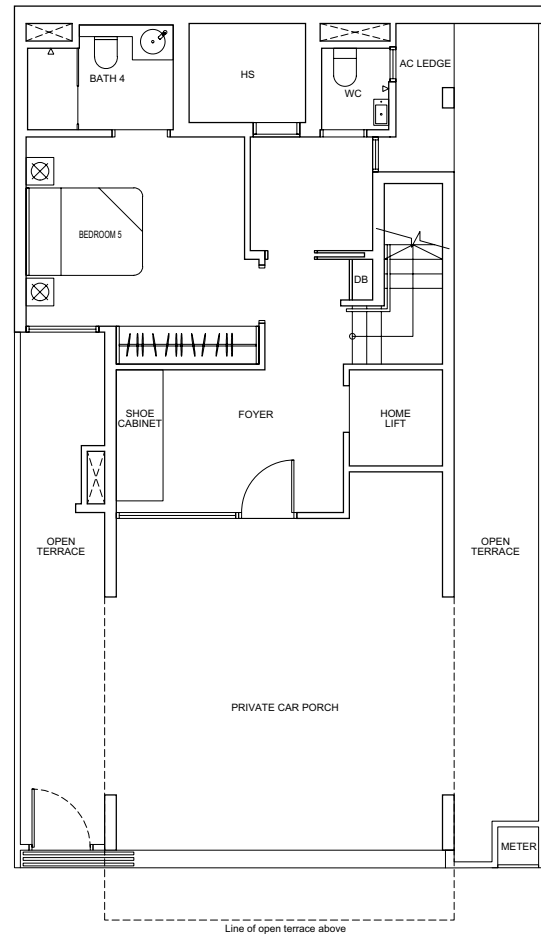 AC LEDGE
HS
BATH 4
WC
BEDROOM 5
DB
SHOE
CABINET
FOYER
HOME
LIFT
OPEN
TERRACE
OPEN
TERRACE
PRIVATE CAR PORCH
METER
Line of open terrace above